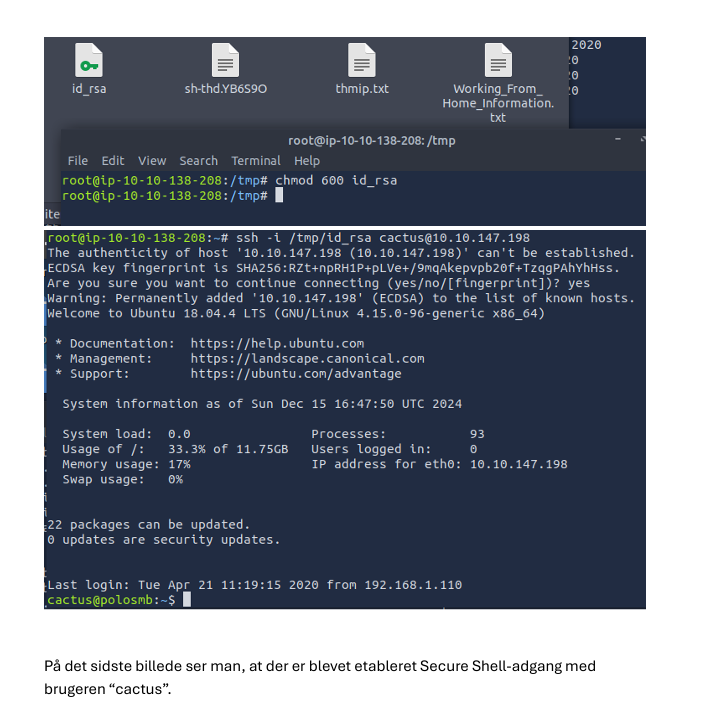 2020
0
0
0
id_rsa
sh-thd.YB6S9O
thmip.txt
Working_From_
Home_Information.
txt
root@ip-10-10-138-208: /tmp
File Edit View Search Terminal Help
root@ip-10-10-138-208:/tmp# chmod 600 id_rsa
root@ip-10-10-138-208:/tmp#
ite
root@ip-10-10-138-208:~# ssh -i /tmp/id_rsa cactus@10.10.147.198
The authenticity of host '10.10.147.198 (10.10.147.198)' can't be established.
ECDSA key fingerprint is SHA256:RZt+npRH1P+pLVe+/9mqAkepvpb20f+TzqgPAhYhHss.
Are you sure you want to continue connecting (yes/no/[fingerprint])? yes
Warning: Permanently added '10.10.147.198' (ECDSA) to the list of known hosts.
Welcome to Ubuntu 18.04.4 LTS (GNU/Linux 4.15.0-96-generic x86_64)
* Documentation: https://help.ubuntu.com
* Management: https://landscape.canonical.com
* Support: https://ubuntu.com/advantage
System information as of Sun Dec 15 16:47:50 UTC 2024
System load: 0.0 Processes: 93
Usage of /: 33.3% of 11.75GB Users logged in: 0
Memory usage: 17% IP address for eth0: 10.10.147.198
Swap usage: 0%
22 packages can be updated.
0 updates are security updates.
Last login: Tue Apr 21 11:19:15 2020 from 192.168.1.110
cactus@polosmb:~$
På det sidste billede ser man, at der er blevet etableret Secure Shell-adgang med
brugeren “cactus”.